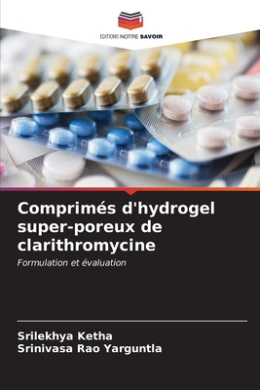 EDITIONS NOTRE SAVOIR
Comprimés d'hydrogel
super-poreux de
clarithromycine
Formulation et évaluation
Srilekhya Ketha
Srinivasa Rao Yarguntla